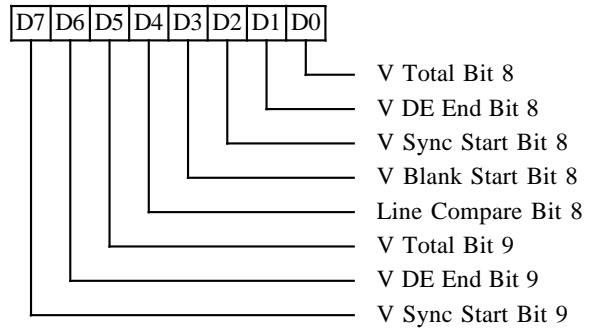 D7 D6 D5 D4 D3 D2 D1 D0
V Total Bit 8
V DE End Bit 8
V Sync Start Bit 8
V Blank Start Bit 8
Line Compare Bit 8
V Total Bit 9
V DE End Bit 9
V Sync Start Bit 9